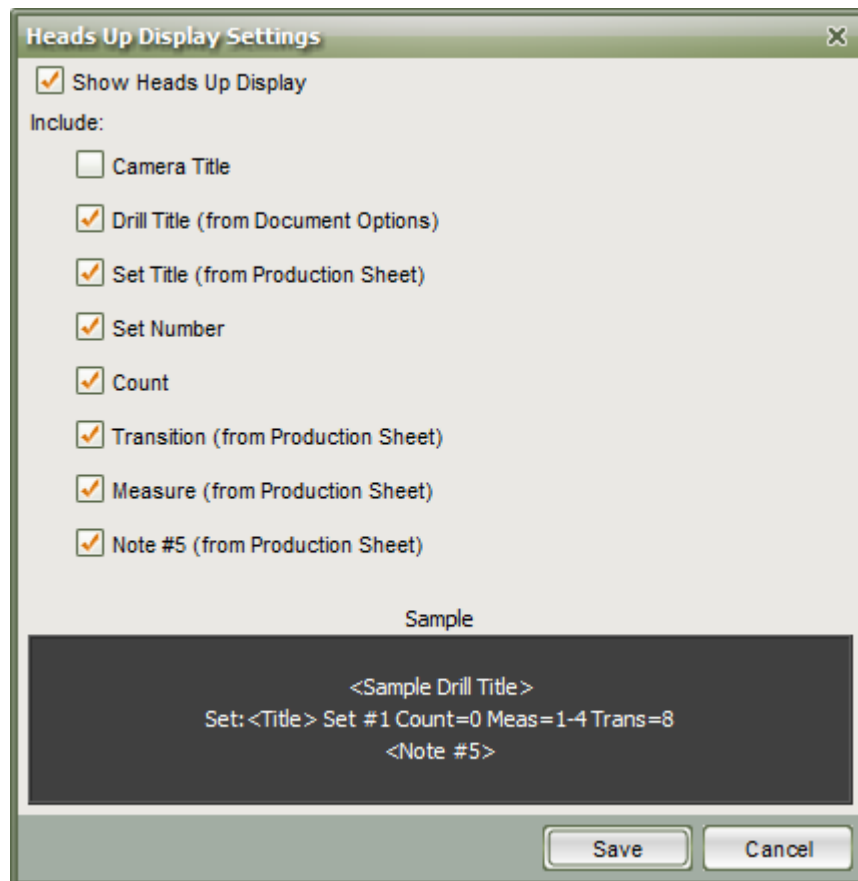 Heads Up Display Settings
Show Heads Up Display
Include:
Camera Title
Drill Title (from Document Options)
Set Title (from Production Sheet)
Set Number
Count
Transition (from Production Sheet)
Measure (from Production Sheet)
Note #5 (from Production Sheet)
Sample
<Sample Drill Title>
Set:<Title> Set #1 Count=0 Meas=1-4 Trans=8
<Note #5>
Save Cancel